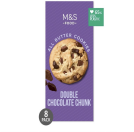 M&S
FOOD
ALL BUTTER COOKIES
DOUBLE
CHOCOLATE CHUNK
8
PACK